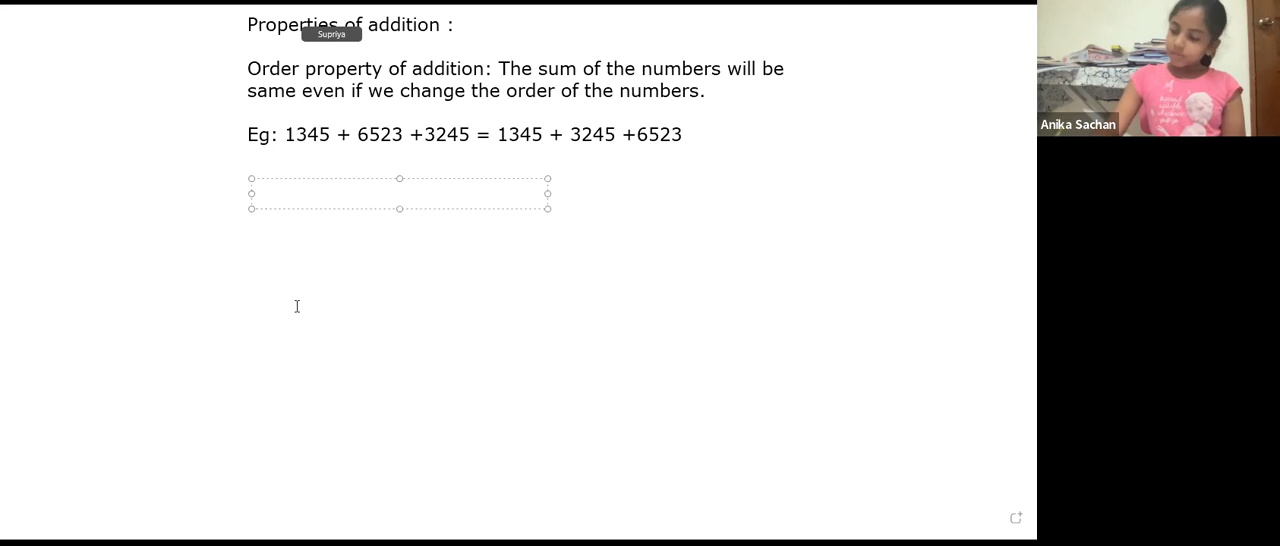 Properties of addition :
Supriya
Order property of addition: The sum of the numbers will be
same even if we change the order of the numbers.
Eg: 1345 + 6523 +3245 = 1345 + 3245 +6523
Anika Sachan